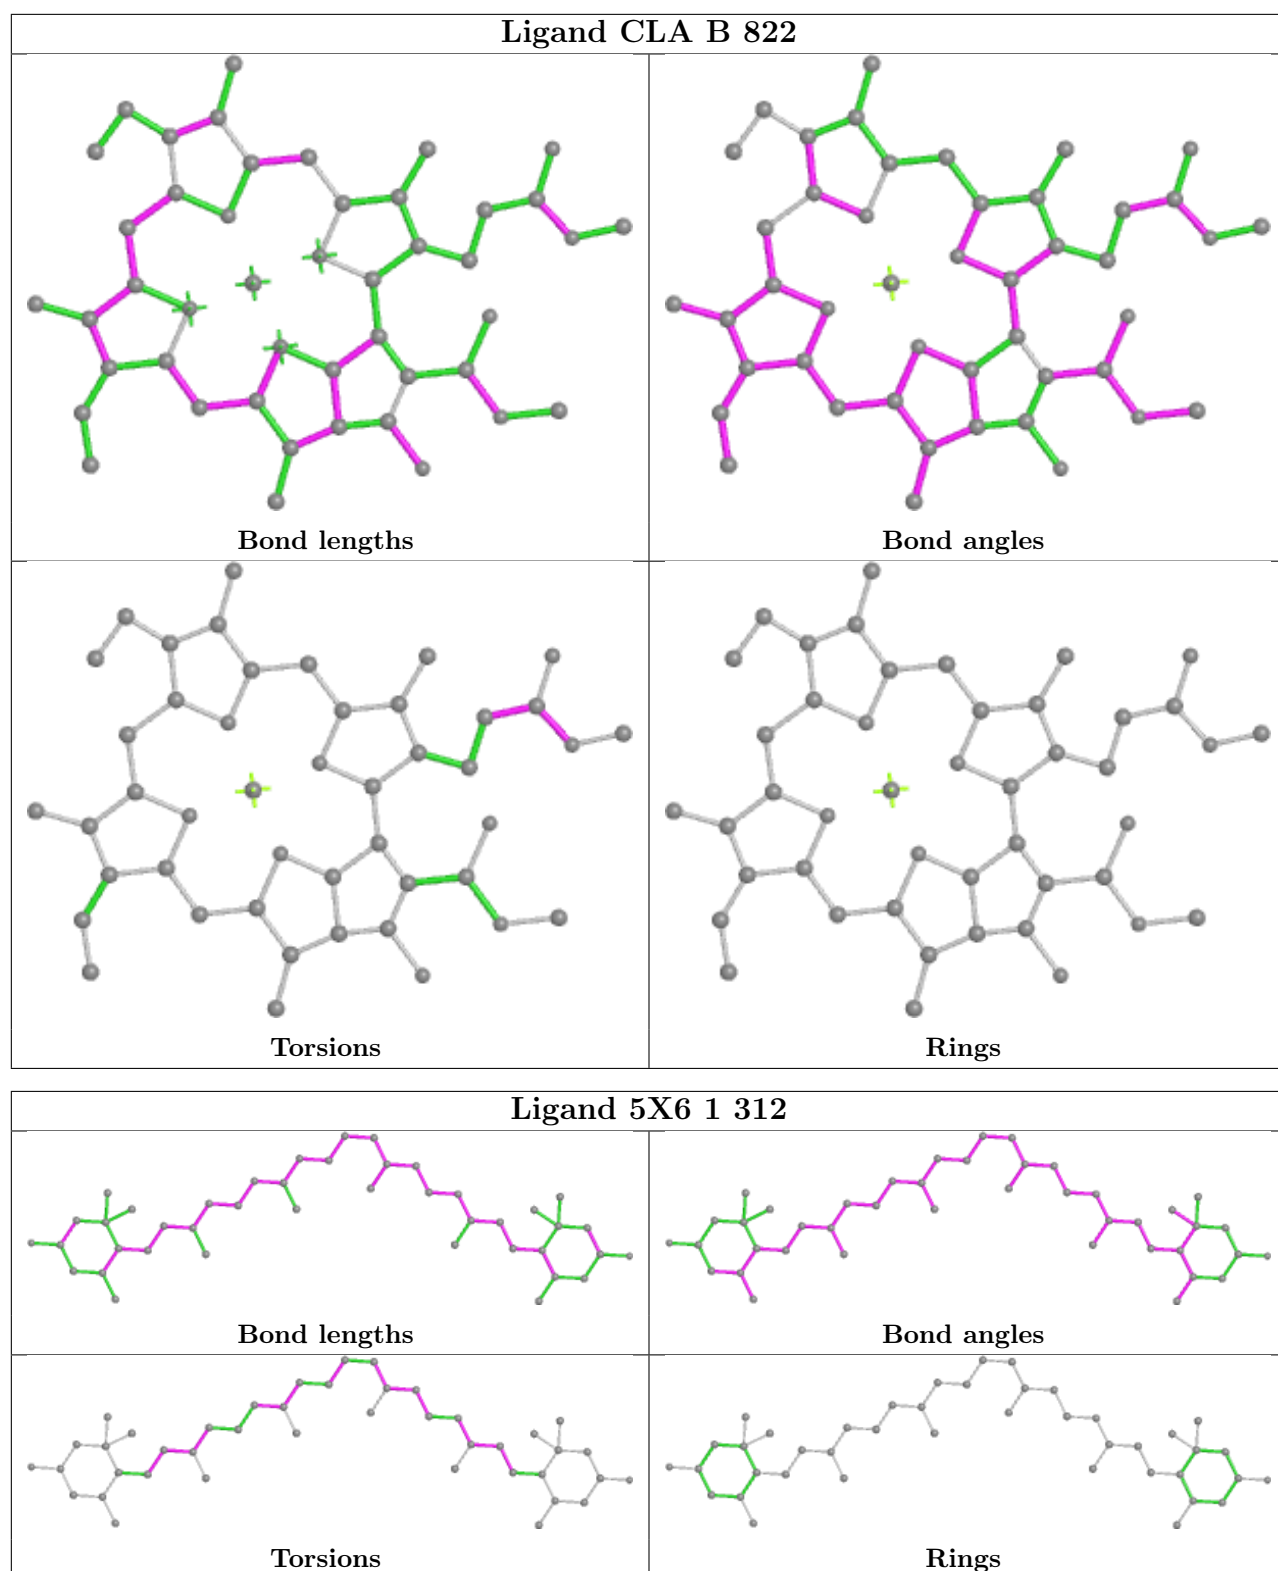 Ligand CLA B 822
Bond lengths
Bond angles
Torsions
Rings
Ligand 5X6 1 312
Bond lengths
Bond angles
Torsions
Rings